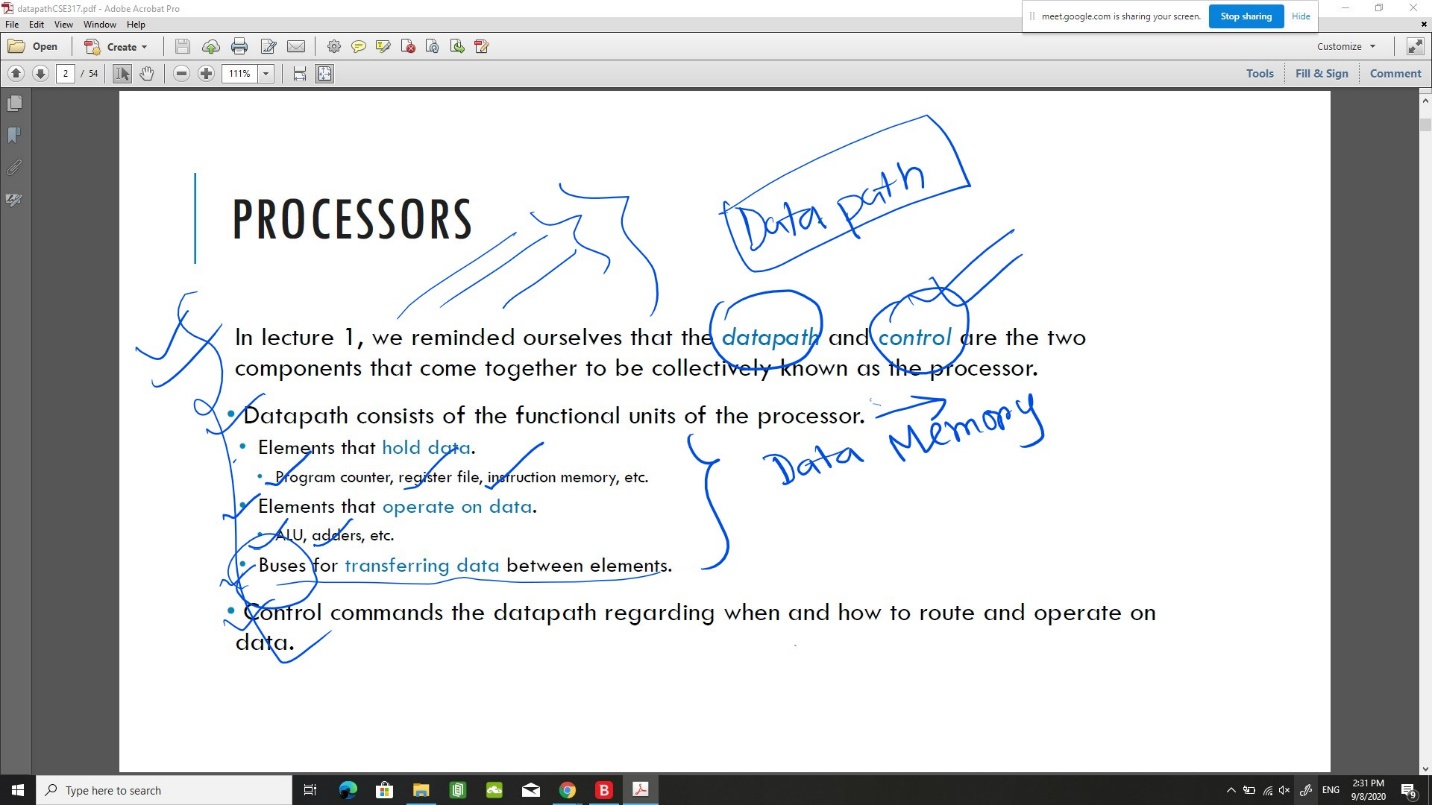 datapathCSE317.pdf - Adobe Acrobat Pro
File Edit View Window Help
meet.google.com is sharing your screen. Stop sharing Hide
Open Create Customize
2 / 54 111% Tools Fill & Sign Comment
Data path
PROCESSORS
In lecture 1, we reminded ourselves that the datapath and control are the two
components that come together to be collectively known as the processor.
• Datapath consists of the functional units of the processor.
Data Memory
• Elements that hold data.
• Program counter, register file, instruction memory, etc.
• Elements that operate on data.
• ALU, adders, etc.
• Buses for transferring data between elements.
• Control commands the datapath regarding when and how to route and operate on
data.
Type here to search
B
ENG
2:31 PM
9/8/2020
9